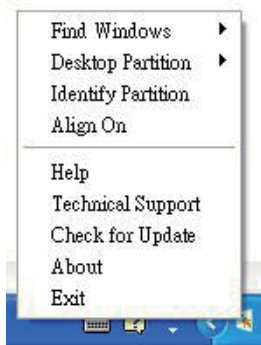 Find Windows
Desktop Partition
Identify Partition
Align On
Help
Technical Support
Check for Update
About
Exit